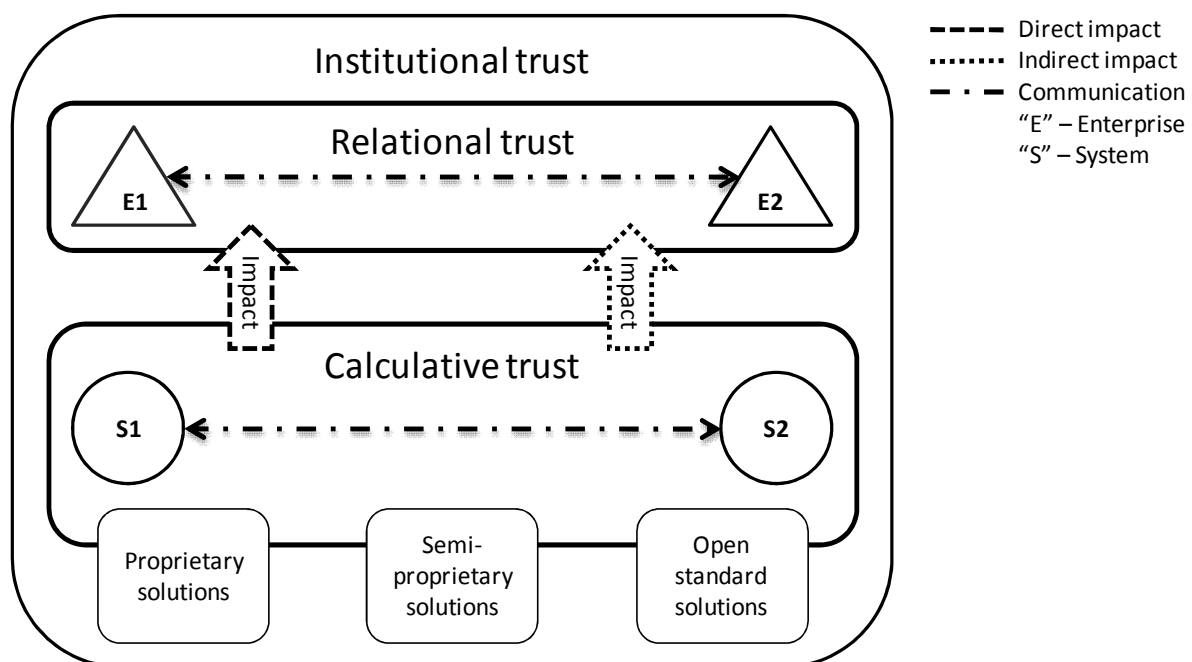 Institutional trust
Relational trust
E1
E2
Impact
Impact
Calculative trust
S1
S2
Proprietary
solutions
Semi-
proprietary
solutions
Open
standard
solutions
Direct impact
Indirect impact
Communication
“E” – Enterprise
“S” – System